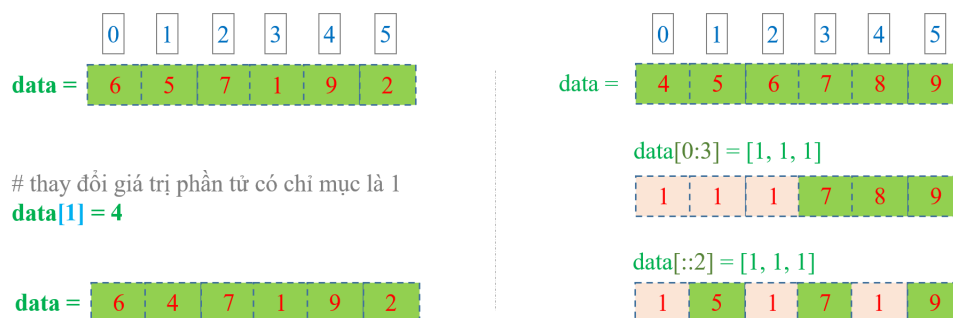 0 1 2 3 4 5
data = 6 5 7 1 9 2
# thay đổi giá trị phần tử có chỉ mục là 1
data[1] = 4
data = 6 4 7 1 9 2
0 1 2 3 4 5
data = 4 5 6 7 8 9
data[0:3] = [1, 1, 1]
1 1 1 7 8 9
data[::2] = [1, 1, 1]
1 5 1 7 1 9